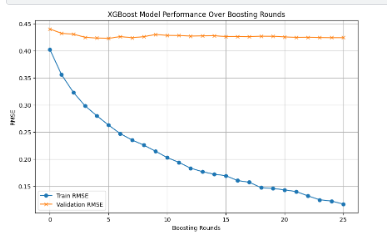 XGBoost Model Performance Over Boosting Rounds
0.45
0.40
0.35
0.30
0.25
0.20
0.15
RMSE
Train RMSE
Validation RMSE
0 5 10 15 20 25
Boosting Rounds